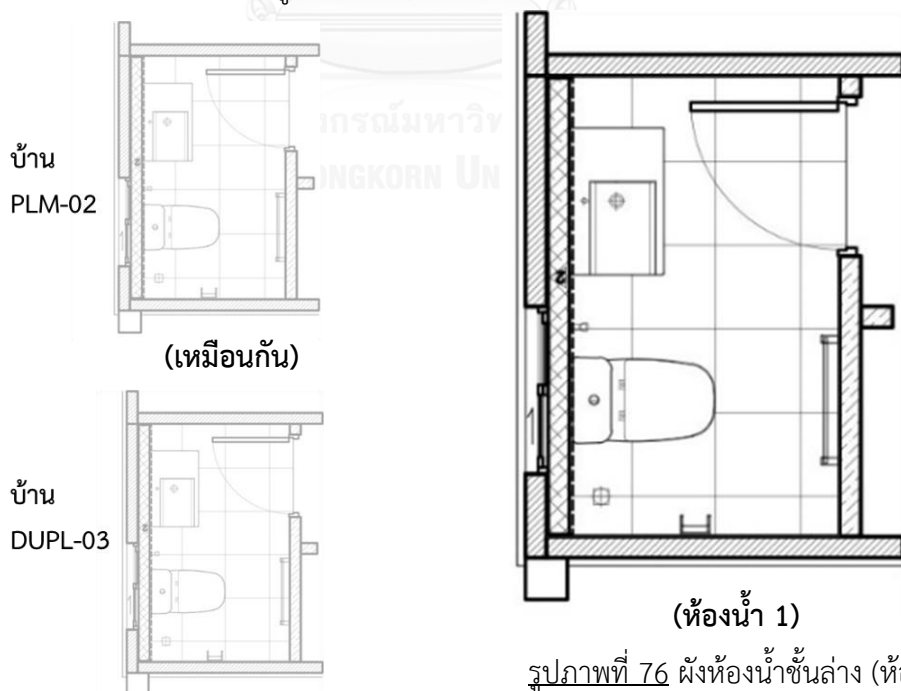 บ้าน
PLM-02
(เหมือนกัน)
บ้าน
DUPL-03
2
(ห้องน้ำ 1)
รูปภาพที่ 76 ผังห้องน้ำชั้นล่าง